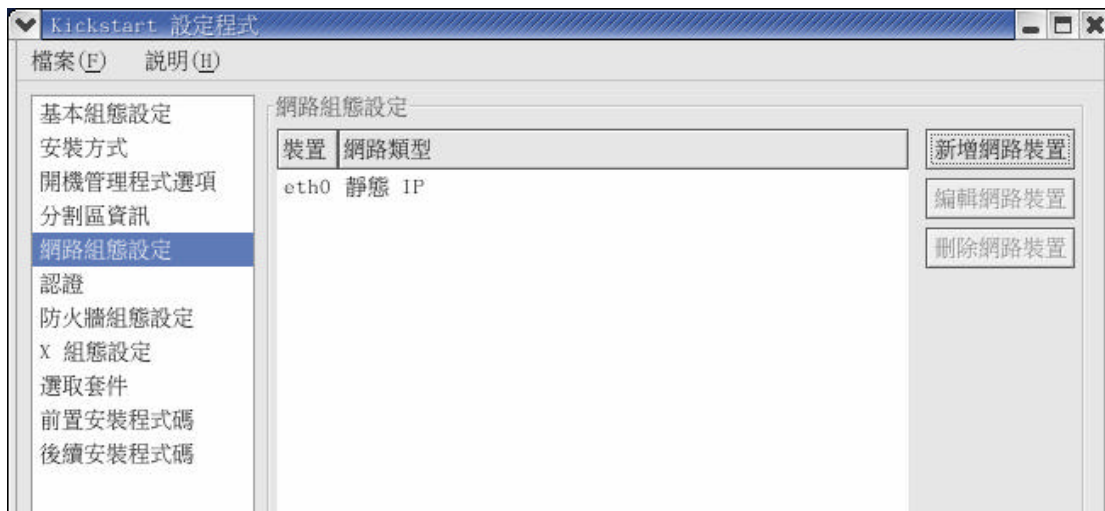 Kickstart 設定程式
檔案(F) 說明(H)
基本組態設定
安裝方式
開機管理程式選項
分割區資訊
網路組態設定
認證
防火牆組態設定
X 組態設定
選取套件
前置安裝程式碼
後續安裝程式碼
網路組態設定
裝置 網路類型
eth0 靜態 IP
新增網路裝置
編輯網路裝置
刪除網路裝置